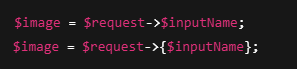 $image = $request->$inputName;
$image = $request->{$inputName};